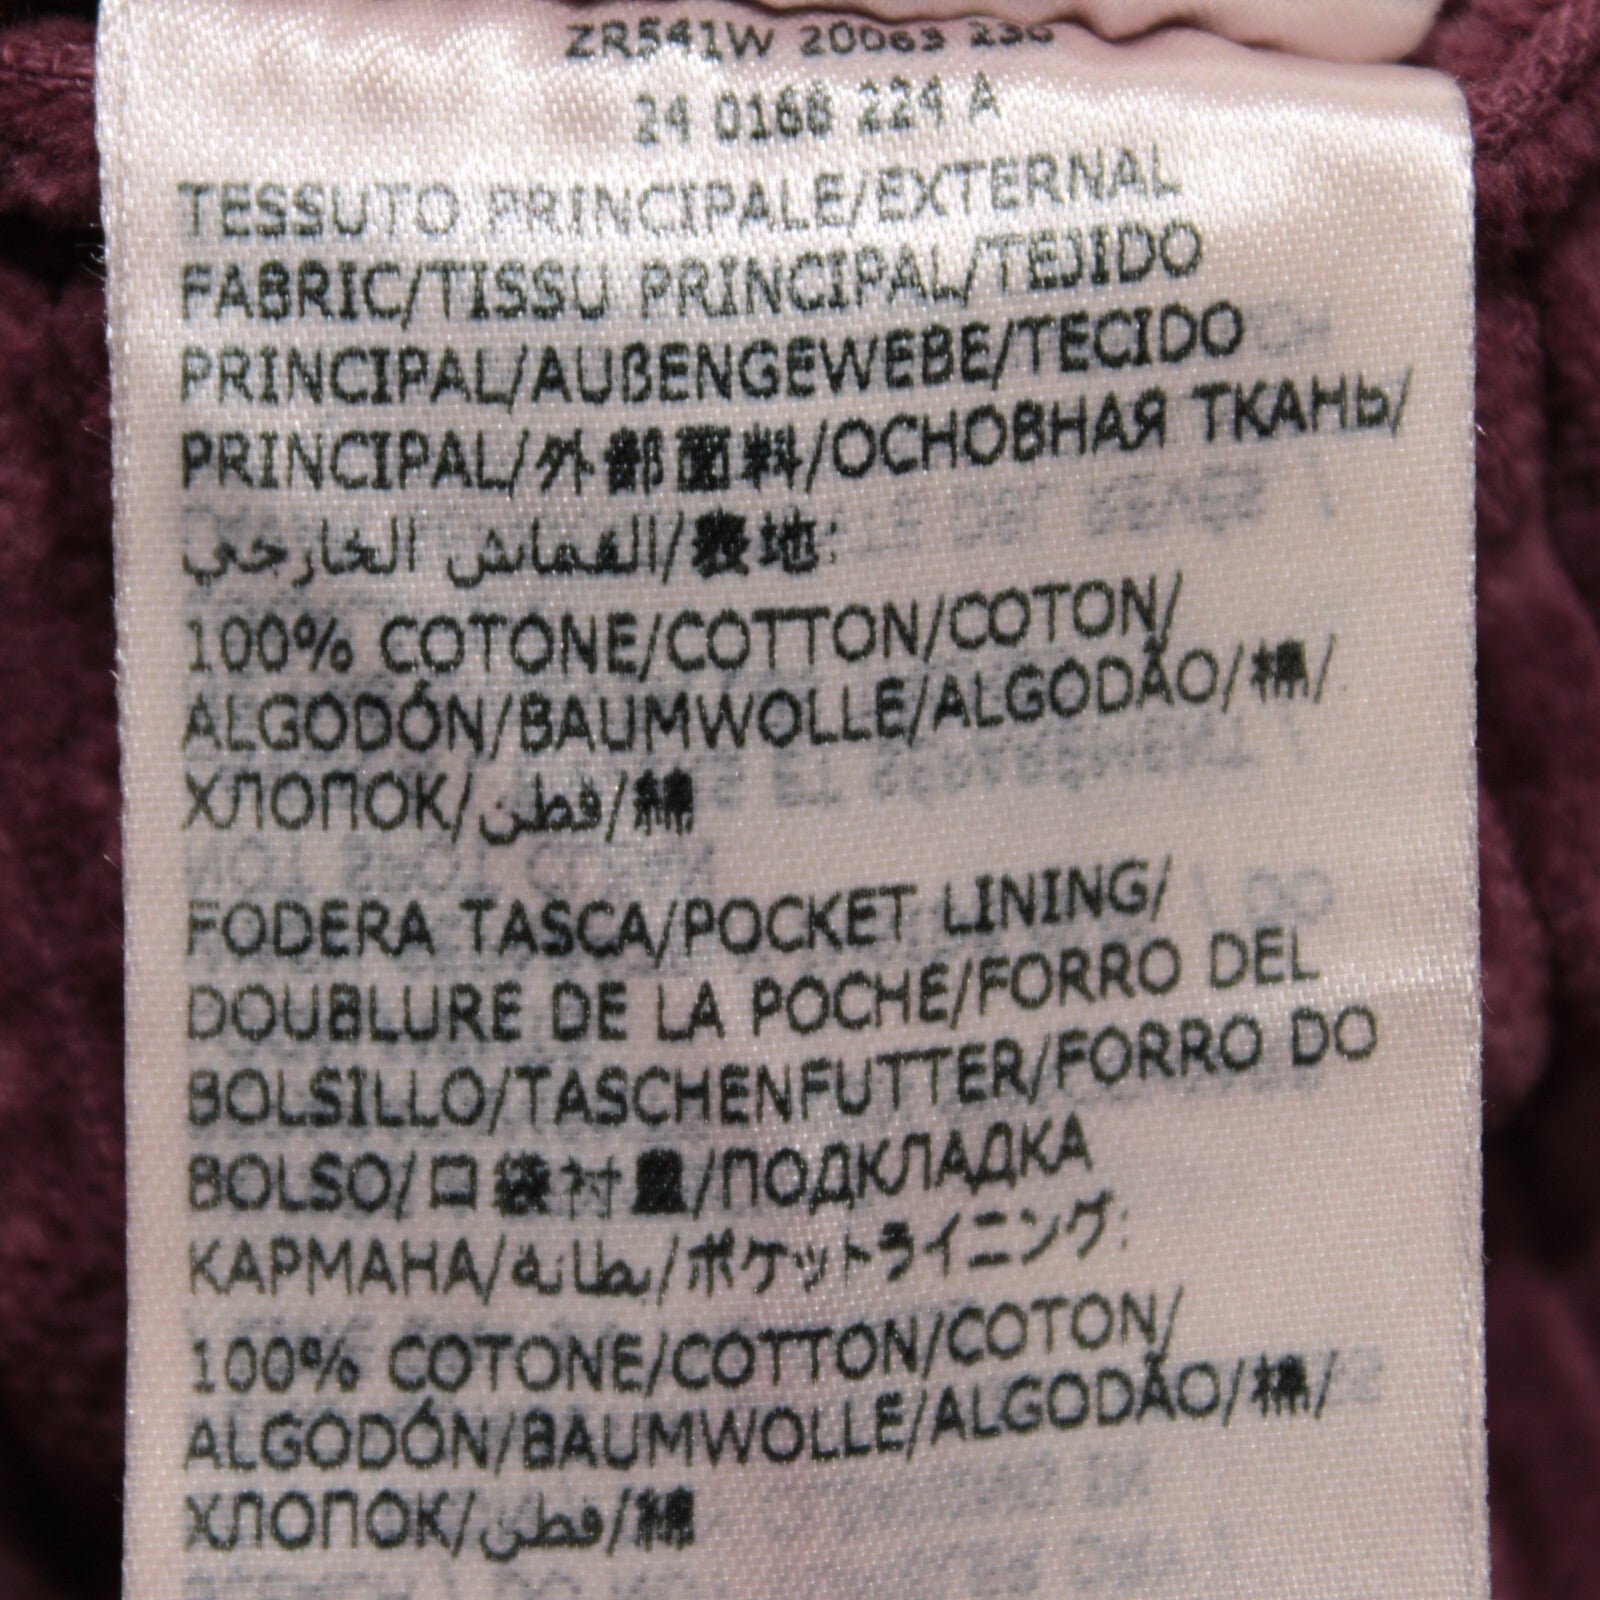 ZR541W 20063 230
24 0168 224 A
TESSUTO PRINCIPALE/EXTERNAL
FABRIC/TISSU PRINCIPAL/TEJIDO
PRINCIPAL/AUßENGEWEBE/TECIDO
PRINCIPAL/外部面料/ОСНОВНАЯ ТКАНЬ/
القماش الخارجي/表地:
100% COTONE/COTTON/COTON/
ALGODÓN/BAUMWOLLE/ALGODÃO/棉/
ХЛОПОК/قطن/綿
FODERA TASCA/POCKET LINING/
DOUBLURE DE LA POCHE/FORRO DEL
BOLSILLO/TASCHENFUTTER/FORRO DO
BOLSO/口袋衬里/ПОДКЛАДКА
КАРМАНА/بطانة/ポケットライニング:
100% COTONE/COTTON/COTON/
ALGODÓN/BAUMWOLLE/ALGODÃO/棉/
ХЛОПОК/قطن/綿